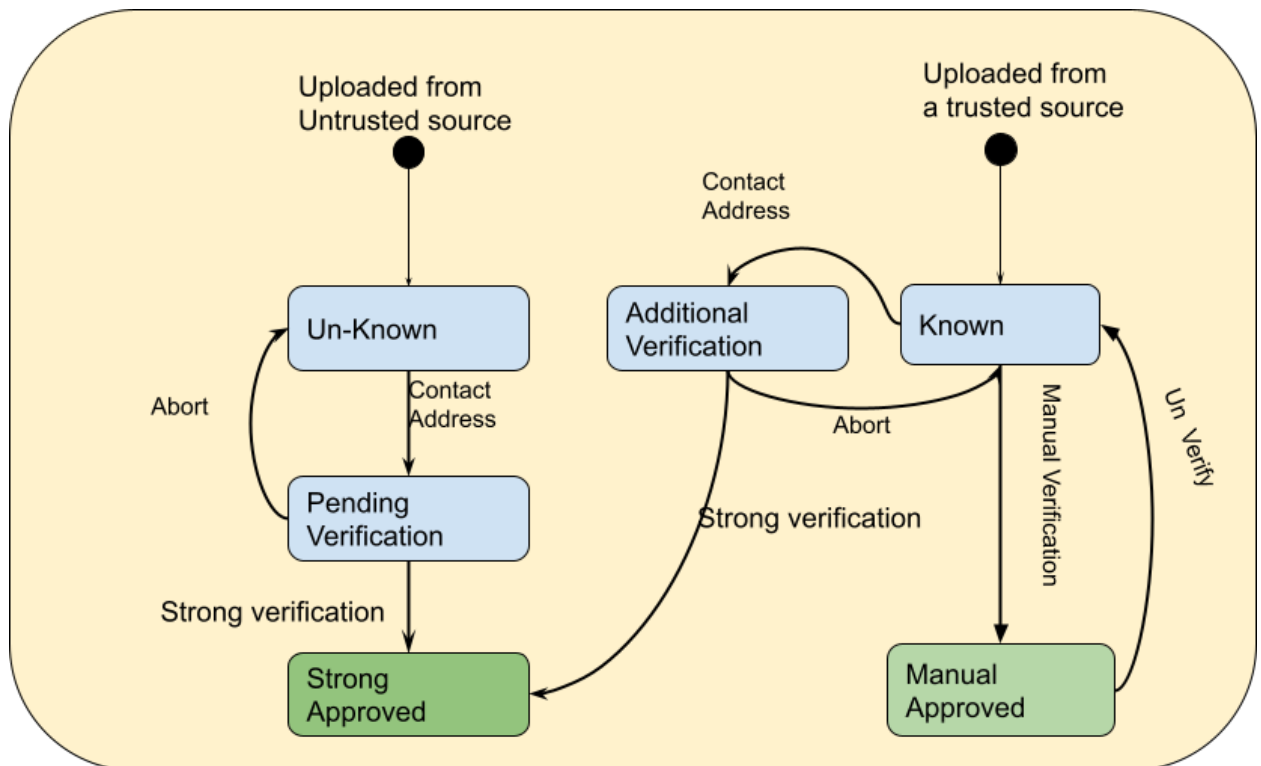 Uploaded from
Untrusted source
Uploaded from
a trusted source
Contact
Address
Un-Known
Additional
Verification
Known
Abort
Contact
Address
Abort
Manual Verification
Un Verify
Pending
Verification
Strong verification
Strong verification
Strong
Approved
Manual
Approved